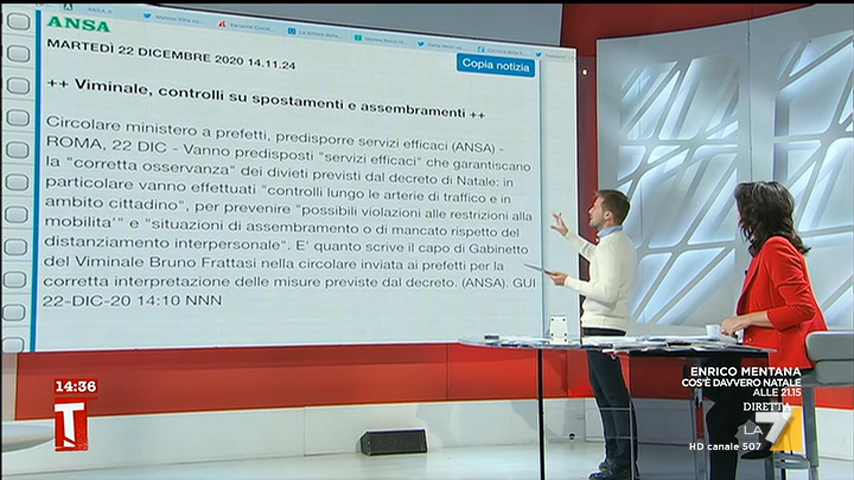 ANSA
MARTEDÌ 22 DICEMBRE 2020 14.11.24
Copia notizia
++ Viminale, controlli su spostamenti e assembramenti ++
Circolare ministero a prefetti, predisporre servizi efficaci (ANSA) -
ROMA, 22 DIC - Vanno predisposti "servizi efficaci" che garantiscano
la "corretta osservanza" dei divieti previsti dal decreto di Natale: in
particolare vanno effettuati "controlli lungo le arterie di traffico e in
ambito cittadino", per prevenire "possibili violazioni alle restrizioni alla
mobilita'" e "situazioni di assembramento o di mancato rispetto del
distanziamento interpersonale". E' quanto scrive il capo di Gabinetto
del Viminale Bruno Frattasi nella circolare inviata ai prefetti per la
corretta interpretazione delle misure previste dal decreto. (ANSA). GUI
22-DIC-20 14:10 NNN
14:36
T
ENRICO MENTANA
COS'È DAVVERO NATALE
ALLE 21.15
DIRETTA
LA 7
HD canale 507